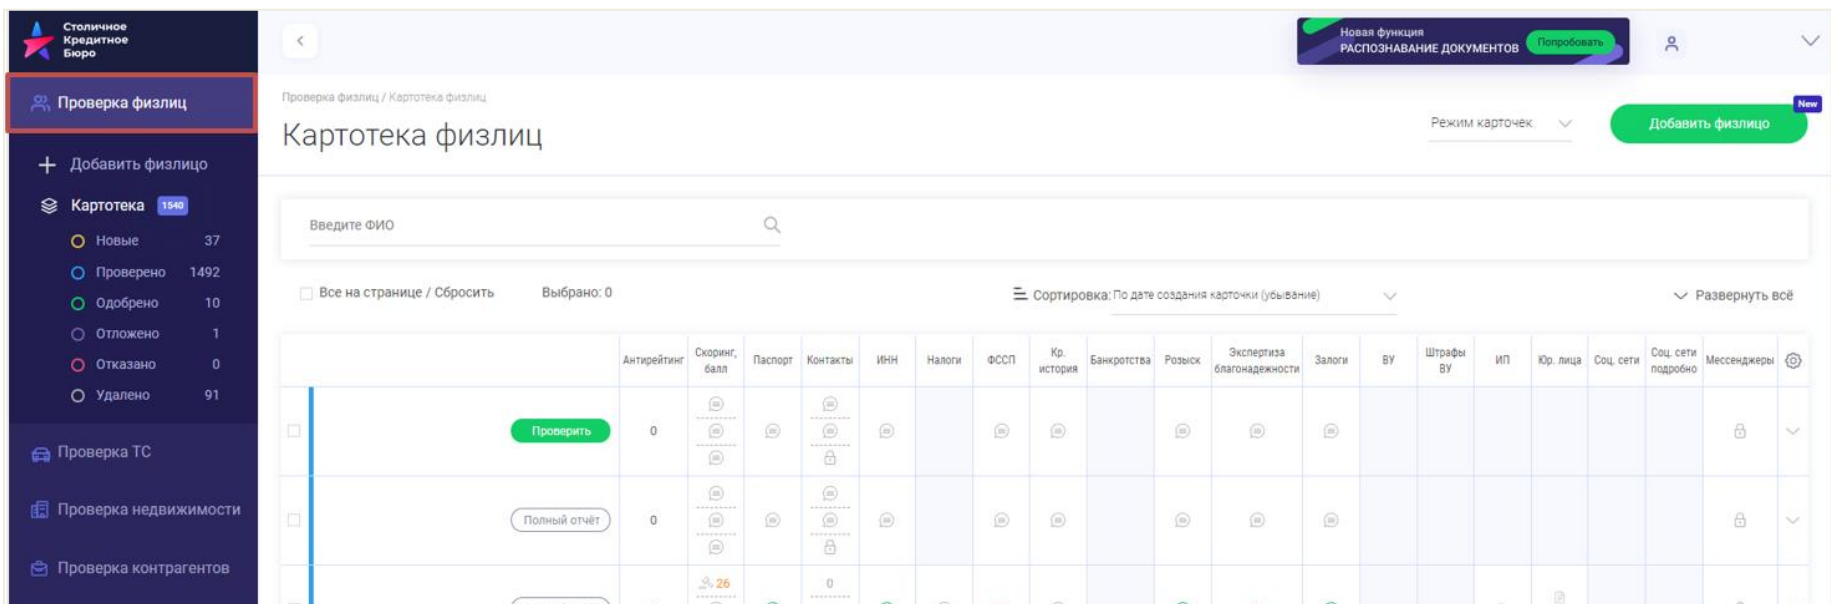 Столичное
Кредитное
Бюро
Новая функция
РАСПОЗНАВАНИЕ ДОКУМЕНТОВ
Попробовать
Проверка физлиц
Проверка физлиц / Картотека физлиц
Картотека физлиц
Режим карточек
Добавить физлицо
New
Добавить физлицо
Картотека 1540
Новые 37
Проверено 1492
Одобрено 10
Отложено 1
Отказано 0
Удалено 91
Проверка ТС
Проверка недвижимости
Проверка контрагентов
Введите ФИО
Все на странице / Сбросить
Выбрано: 0
Сортировка: По дате создания карточки (убывание)
Развернуть всё
Антирейтинг
Скоринг,
балл
Паспорт
Контакты
ИНН
Налоги
ФССП
Кр.
история
Банкротства
Розыск
Экспертиза
благонадежности
Залоги
ВУ
Штрафы
ВУ
ИП
Юр. лица
Соц. сети
Соц. сети
подробно
Мессенджеры
Проверить 0
Полный отчёт 0
26 0